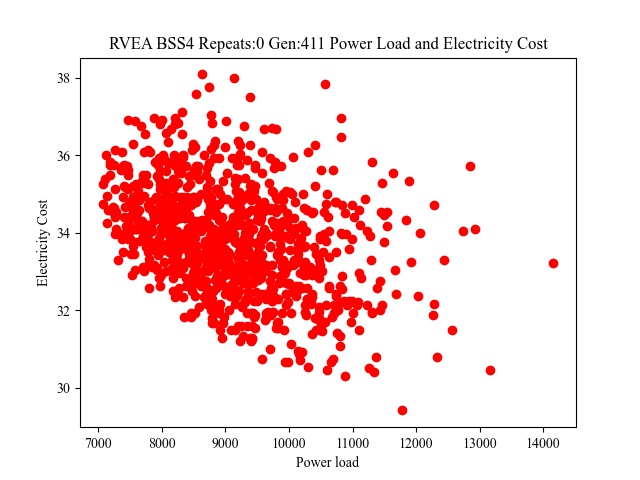 RVEA BSS4 Repeats:0 Gen:411 Power Load and Electricity Cost
38
36
34
32
30
Electricity Cost
7000 8000 9000 10000 11000 12000 13000 14000
Power load